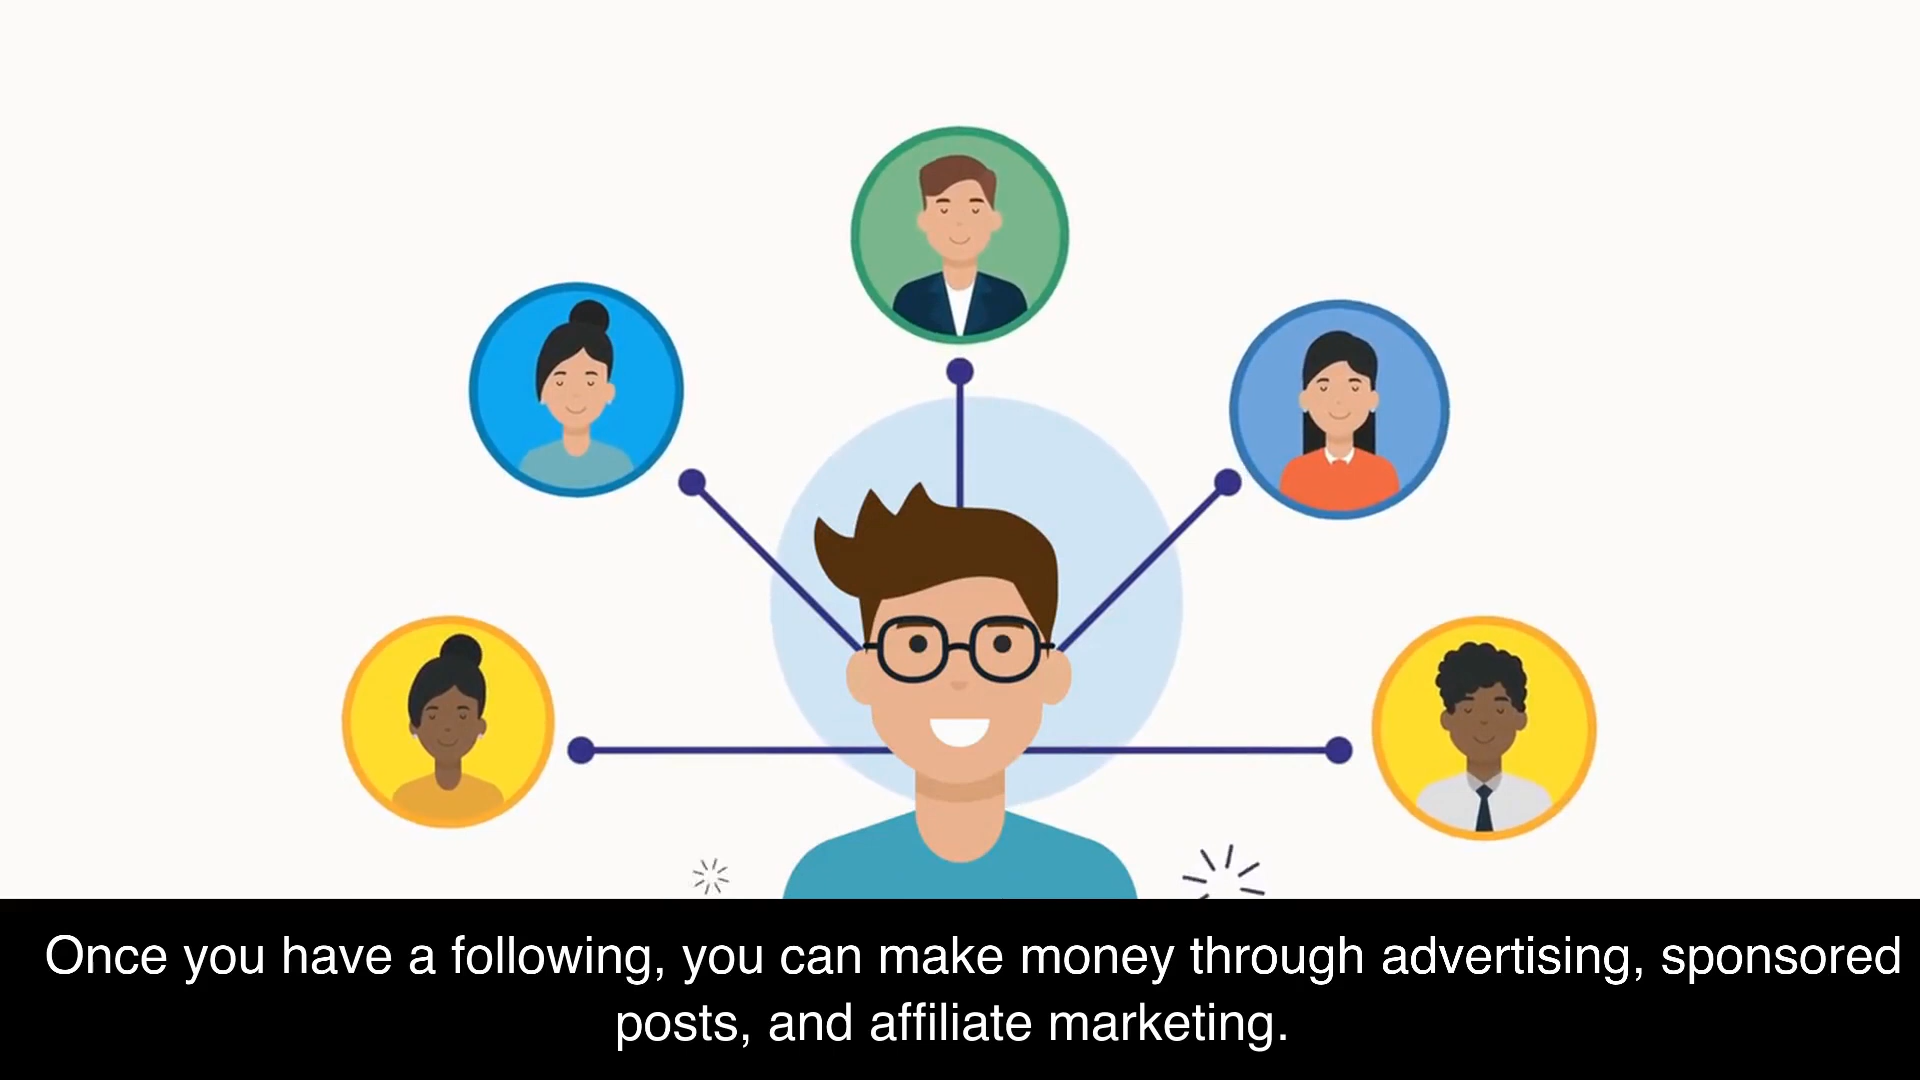 Once you have a following, you can make money through advertising, sponsored
posts, and affiliate marketing.